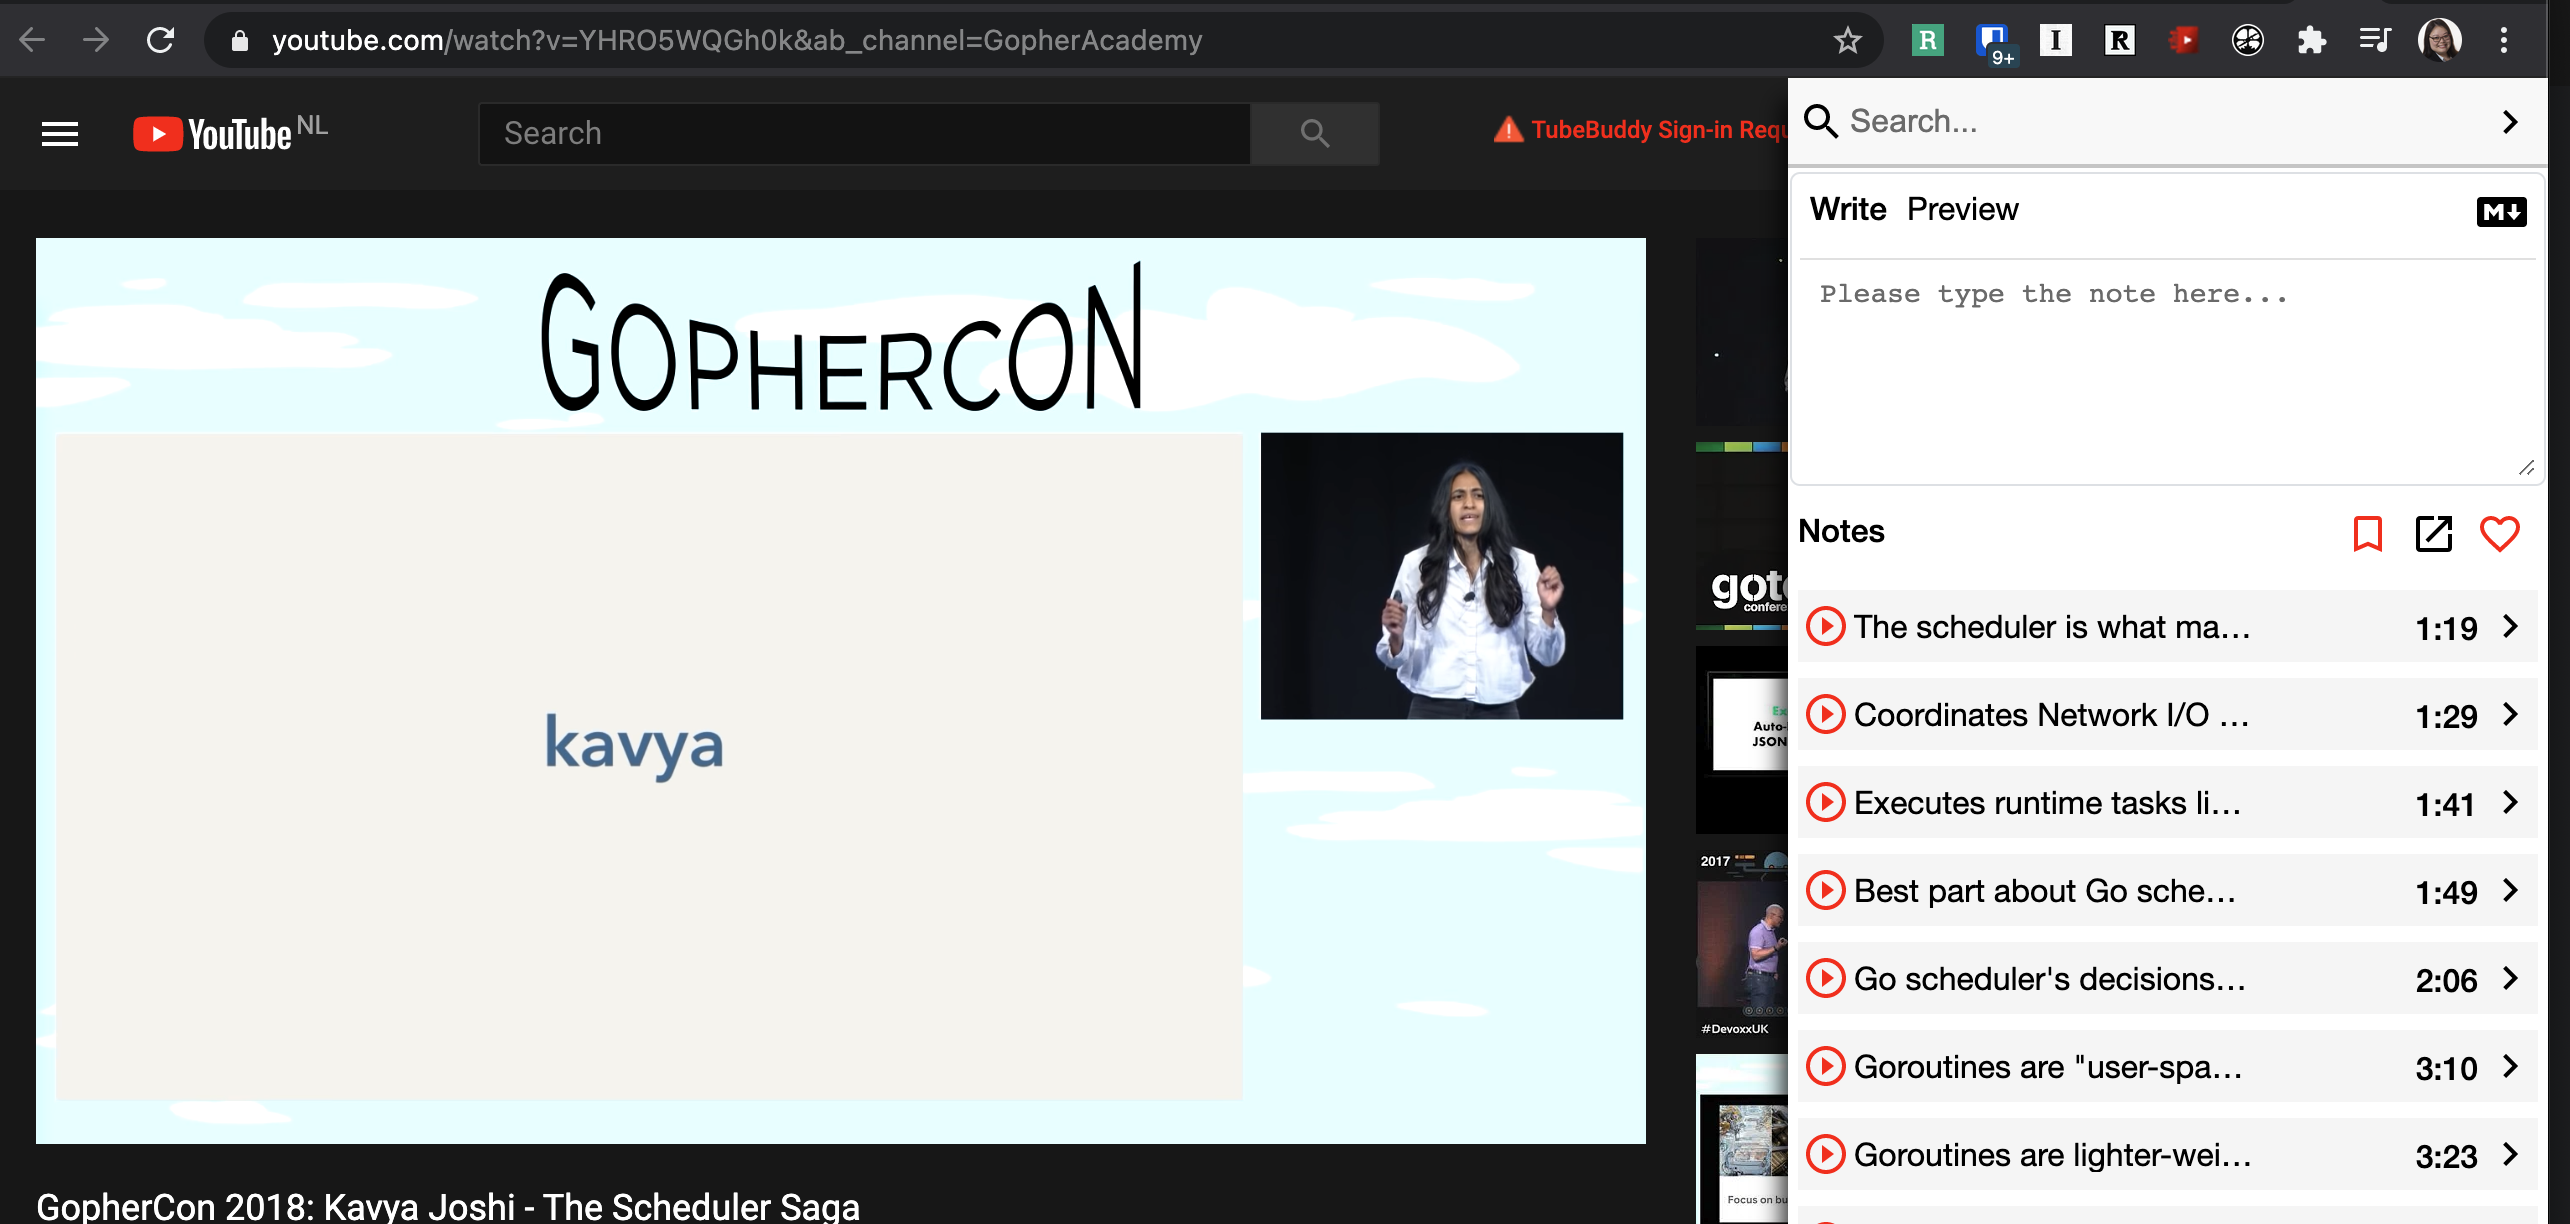 youtube.com/watch?v=YHRO5WQGh0k&ab_channel=GopherAcademy
R
9+
I
R
YouTube NL
Search
TubeBuddy Sign-in Requ
Search...
Write Preview
M
Please type the note here...
GOPHERCON
kavya
goto
confere
Auto-
JSON
2017
#DevoxxUK
Focus on bu
Notes
The scheduler is what ma... 1:19
Coordinates Network I/O ... 1:29
Executes runtime tasks li... 1:41
Best part about Go sche... 1:49
Go scheduler's decisions... 2:06
Goroutines are "user-spa... 3:10
Goroutines are lighter-wei... 3:23
GopherCon 2018: Kavya Joshi - The Scheduler Saga